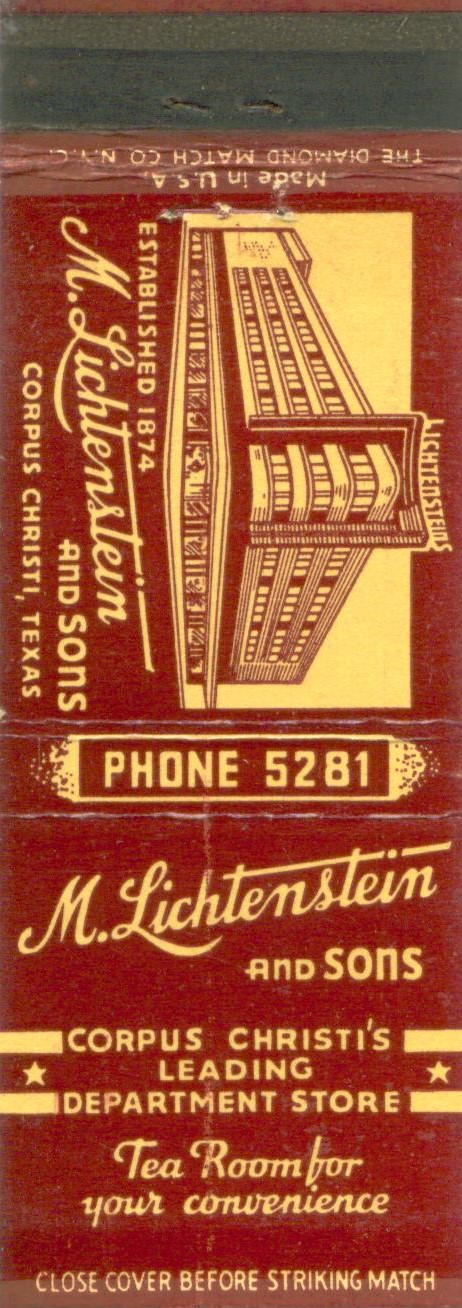 THE DIAMOND MATCH CO N.Y.C.
Made in U.S.A.
LICHTENSTEINS
ESTABLISHED 1874
M. Lichtenstein
AND SONS
CORPUS CHRISTI, TEXAS
PHONE 5281
M. Lichtenstein
AND SONS
CORPUS CHRISTI'S
LEADING
DEPARTMENT STORE
Tea Room for
your convenience
CLOSE COVER BEFORE STRIKING MATCH